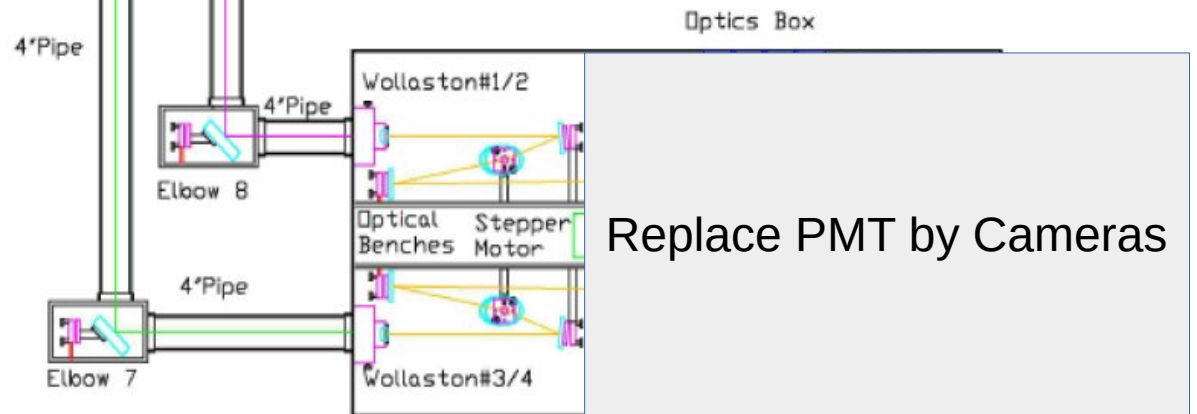 Optics Box
4"Pipe
Wollaston#1/2
4"Pipe
Elbow 8
Optical
Benches
Stepper
Motor
Replace PMT by Cameras
4"Pipe
Elbow 7
Wollaston#3/4